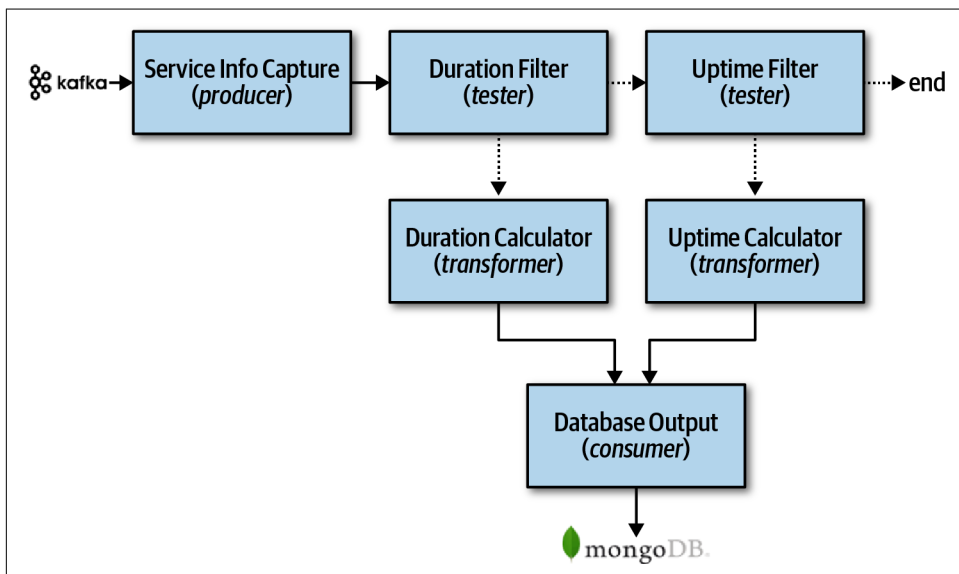 kafka
Service Info Capture
(producer)
Duration Filter
(tester)
Uptime Filter
(tester)
end
Duration Calculator
(transformer)
Uptime Calculator
(transformer)
Database Output
(consumer)
mongoDB.